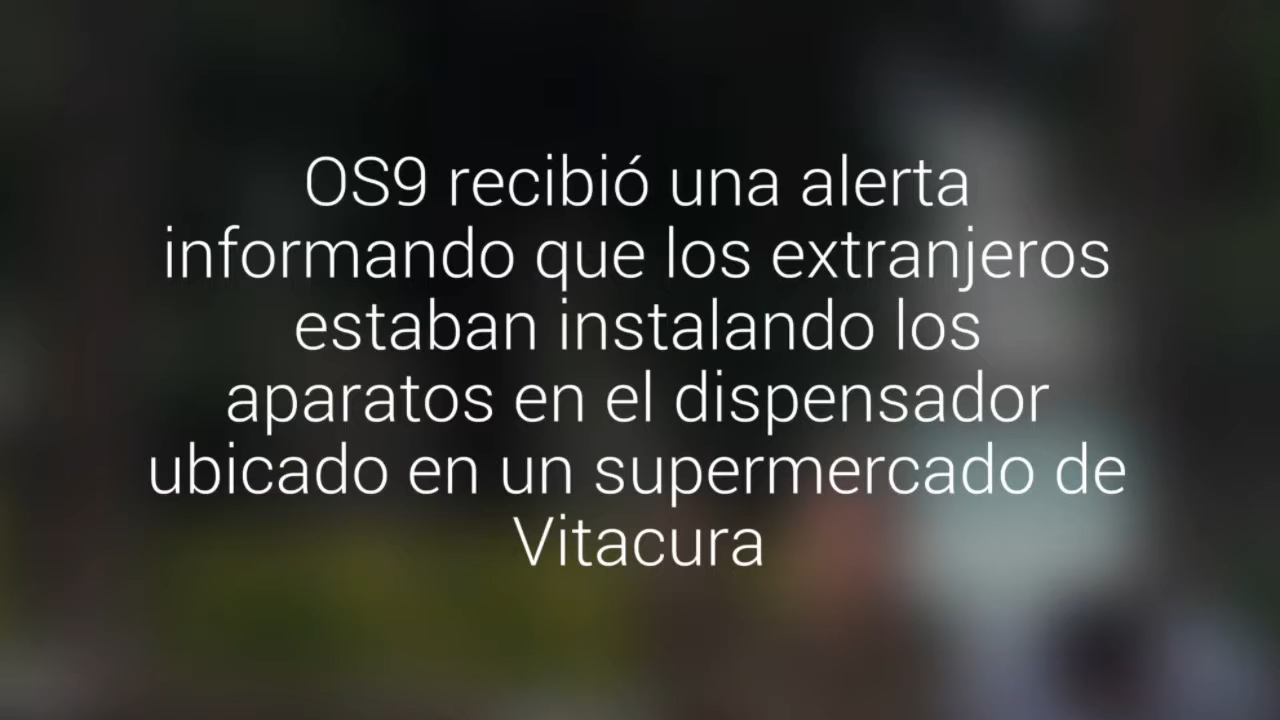 OS9 recibió una alerta
informando que los extranjeros
estaban instalando los
aparatos en el dispensador
ubicado en un supermercado de
Vitacura